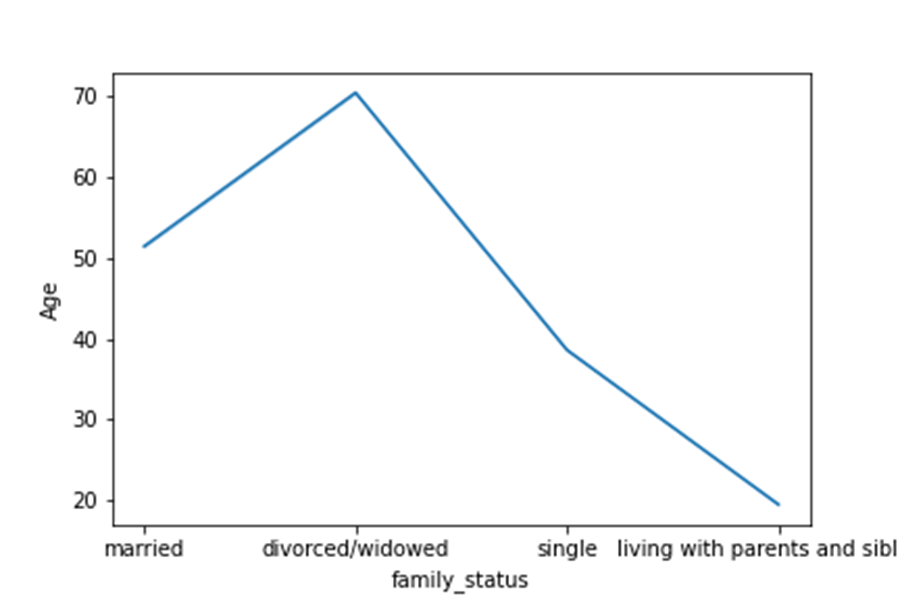 70
60
50
40
30
20
Age
married divorced/widowed single living with parents and sibl
family_status